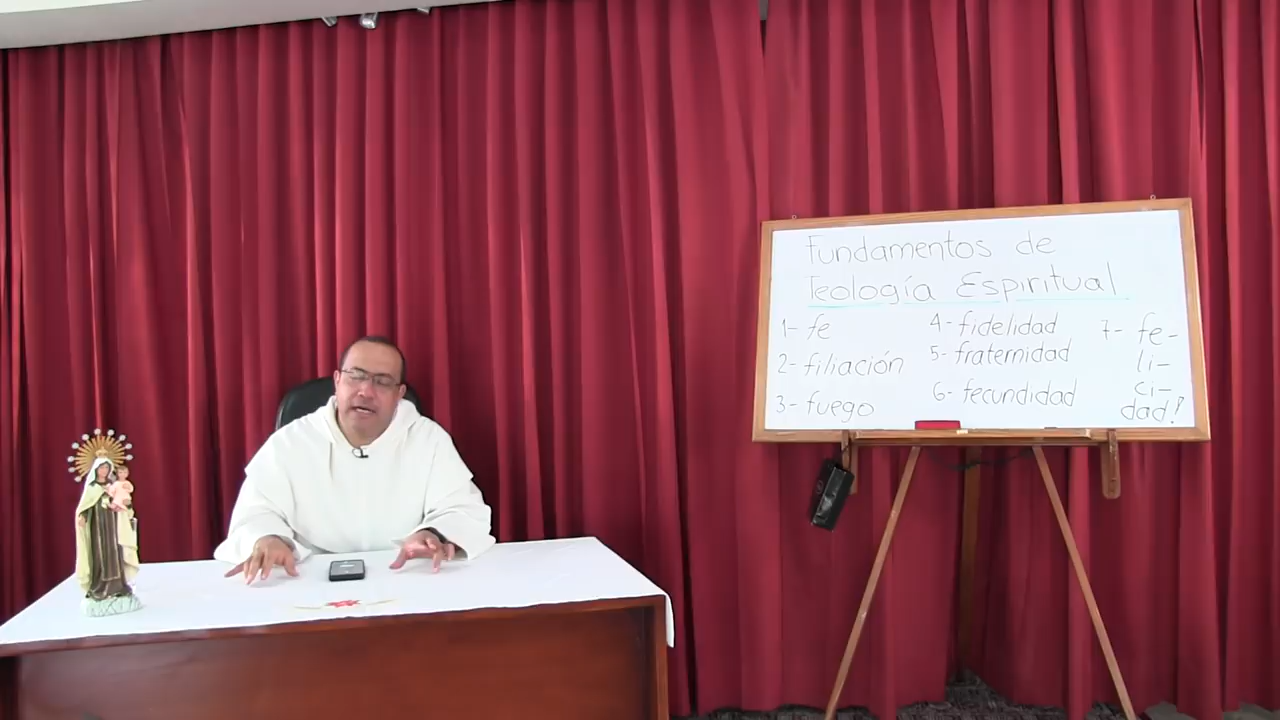 Fundamentos de
Teología Espiritual
1- fe
2- filiación
3- fuego
4- fidelidad
5- fraternidad
6- fecundidad
7- fe-
li-
ci-
dad!